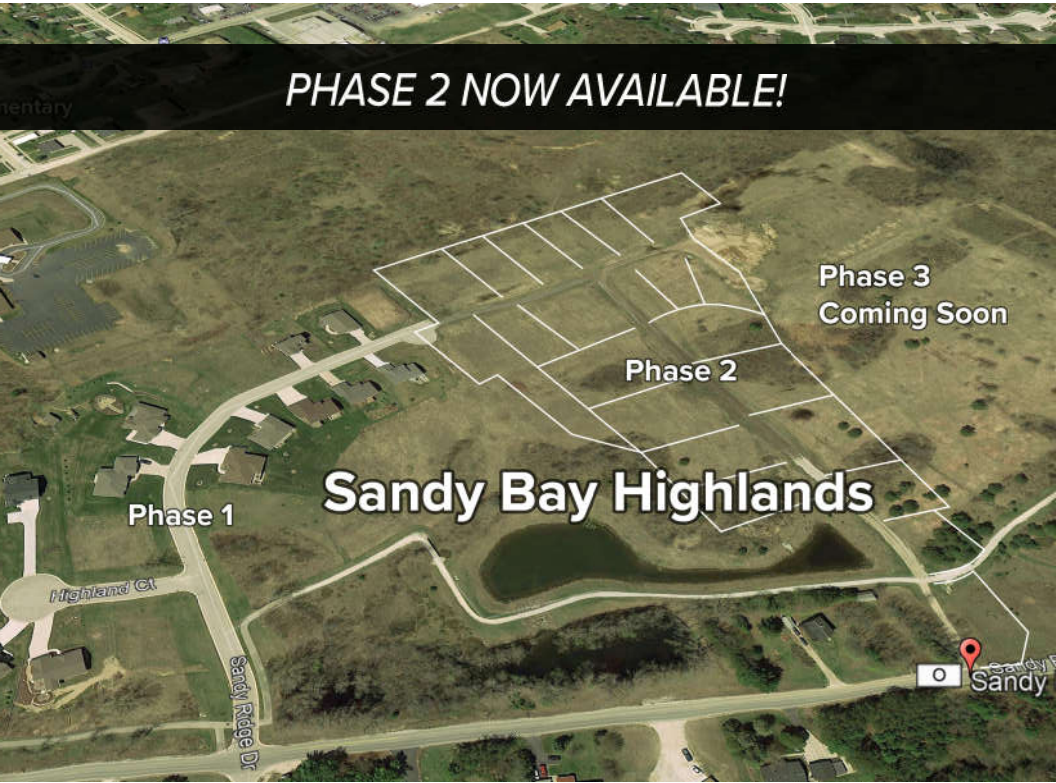 PHASE 2 NOW AVAILABLE!
mentary
Phase 3
Coming Soon
Phase 2
Sandy Bay Highlands
Phase 1
Highland Ct
Sandy Ridge Dr
O
Sandy